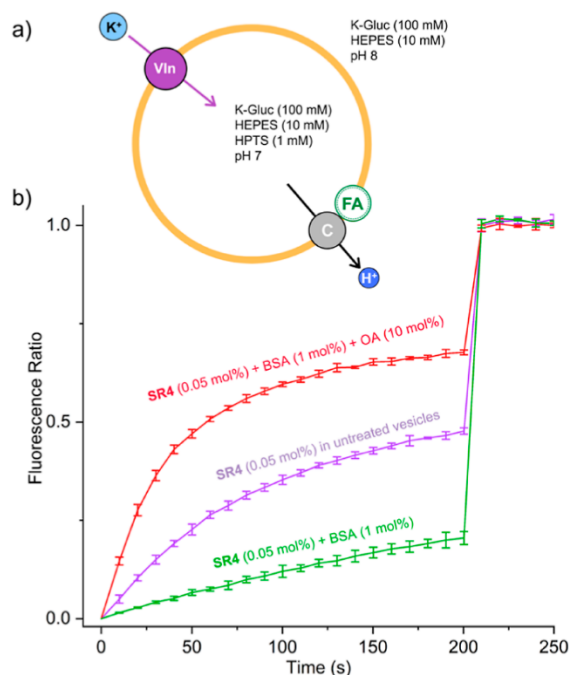 a)
K⁺
Vln
K-Gluc (100 mM)
HEPES (10 mM)
pH 8
K-Gluc (100 mM)
HEPES (10 mM)
HPTS (1 mM)
pH 7
FA
C
H⁺
b)
1.0
0.5
0.0
Fluorescence Ratio
SR4 (0.05 mol%) + BSA (1 mol%) + OA (10 mol%)
SR4 (0.05 mol%) in untreated vesicles
SR4 (0.05 mol%) + BSA (1 mol%)
0 50 100 150 200 250
Time (s)